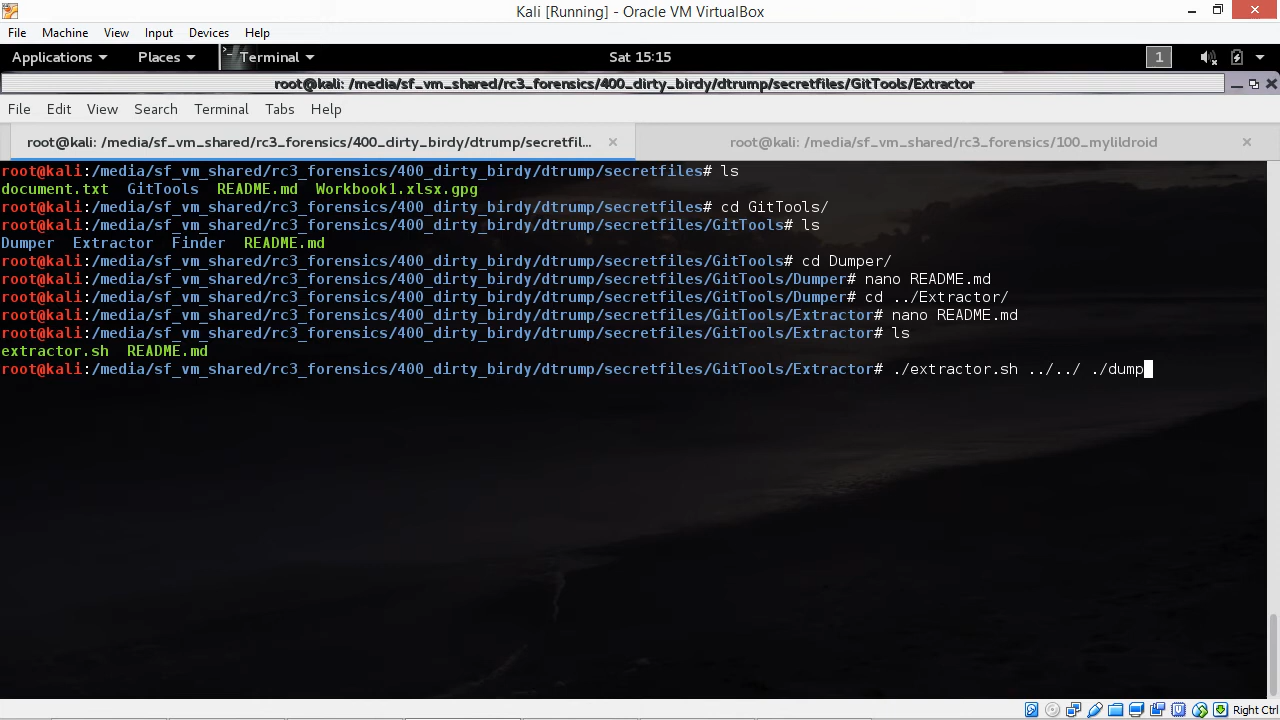 Kali [Running] - Oracle VM VirtualBox
File Machine View Input Devices Help
Applications Places Terminal Sat 15:15 1
root@kali: /media/sf_vm_shared/rc3_forensics/400_dirty_birdy/dtrump/secretfiles/GitTools/Extractor
File Edit View Search Terminal Tabs Help
root@kali: /media/sf_vm_shared/rc3_forensics/400_dirty_birdy/dtrump/secretfil... × root@kali: /media/sf_vm_shared/rc3_forensics/100_mylildroid ×
root@kali:/media/sf_vm_shared/rc3_forensics/400_dirty_birdy/dtrump/secretfiles# ls
document.txt GitTools README.md Workbook1.xlsx.gpg
root@kali:/media/sf_vm_shared/rc3_forensics/400_dirty_birdy/dtrump/secretfiles# cd GitTools/
root@kali:/media/sf_vm_shared/rc3_forensics/400_dirty_birdy/dtrump/secretfiles/GitTools# ls
Dumper Extractor Finder README.md
root@kali:/media/sf_vm_shared/rc3_forensics/400_dirty_birdy/dtrump/secretfiles/GitTools# cd Dumper/
root@kali:/media/sf_vm_shared/rc3_forensics/400_dirty_birdy/dtrump/secretfiles/GitTools/Dumper# nano README.md
root@kali:/media/sf_vm_shared/rc3_forensics/400_dirty_birdy/dtrump/secretfiles/GitTools/Dumper# cd ../Extractor/
root@kali:/media/sf_vm_shared/rc3_forensics/400_dirty_birdy/dtrump/secretfiles/GitTools/Extractor# nano README.md
root@kali:/media/sf_vm_shared/rc3_forensics/400_dirty_birdy/dtrump/secretfiles/GitTools/Extractor# ls
extractor.sh README.md
root@kali:/media/sf_vm_shared/rc3_forensics/400_dirty_birdy/dtrump/secretfiles/GitTools/Extractor# ./extractor.sh ../../ ./dump
Right Ctrl